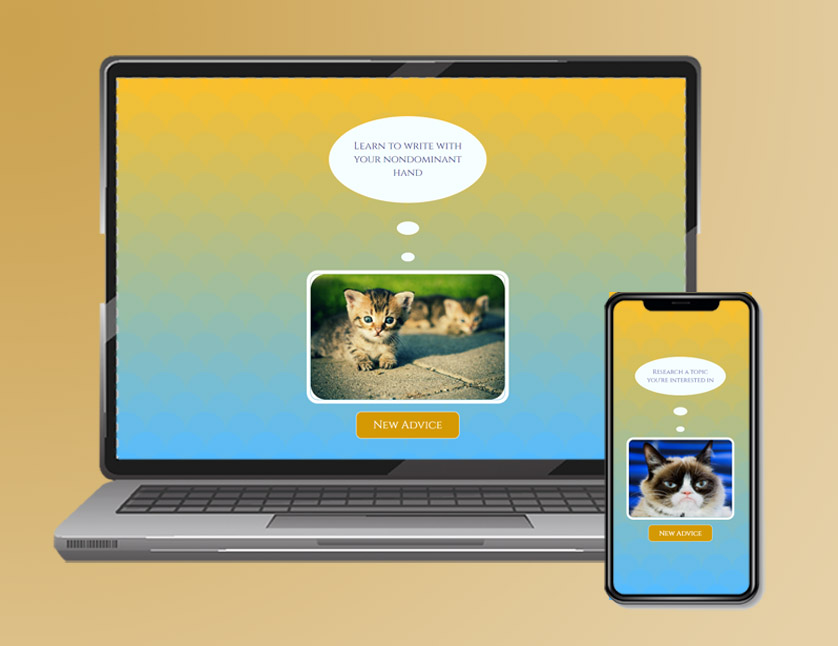 Learn to write with
your nondominant
hand
New Advice
Research a topic
you're interested in
New Advice